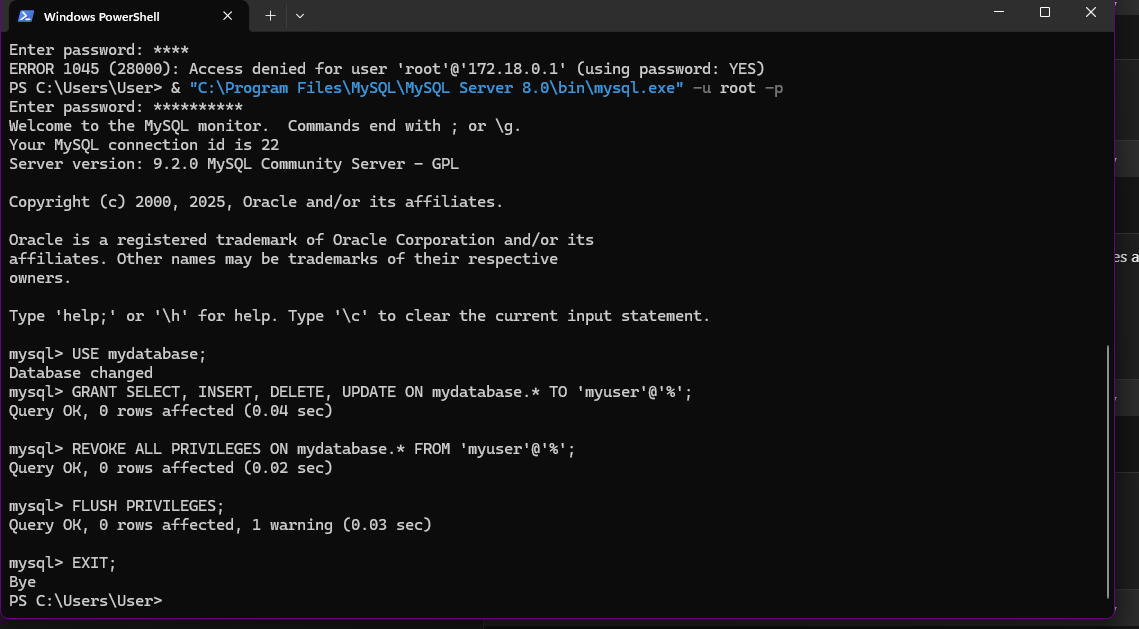 Windows PowerShell
Enter password: ****
ERROR 1045 (28000): Access denied for user 'root'@'172.18.0.1' (using password: YES)
PS C:\Users\User> & "C:\Program Files\MySQL\MySQL Server 8.0\bin\mysql.exe" -u root -p
Enter password: **********
Welcome to the MySQL monitor.  Commands end with ; or \g.
Your MySQL connection id is 22
Server version: 9.2.0 MySQL Community Server - GPL
Copyright (c) 2000, 2025, Oracle and/or its affiliates.
Oracle is a registered trademark of Oracle Corporation and/or its
affiliates. Other names may be trademarks of their respective
owners.
Type 'help;' or '\h' for help. Type '\c' to clear the current input statement.
mysql> USE mydatabase;
Database changed
mysql> GRANT SELECT, INSERT, DELETE, UPDATE ON mydatabase.* TO 'myuser'@'%';
Query OK, 0 rows affected (0.04 sec)
mysql> REVOKE ALL PRIVILEGES ON mydatabase.* FROM 'myuser'@'%';
Query OK, 0 rows affected (0.02 sec)
mysql> FLUSH PRIVILEGES;
Query OK, 0 rows affected, 1 warning (0.03 sec)
mysql> EXIT;
Bye
PS C:\Users\User>